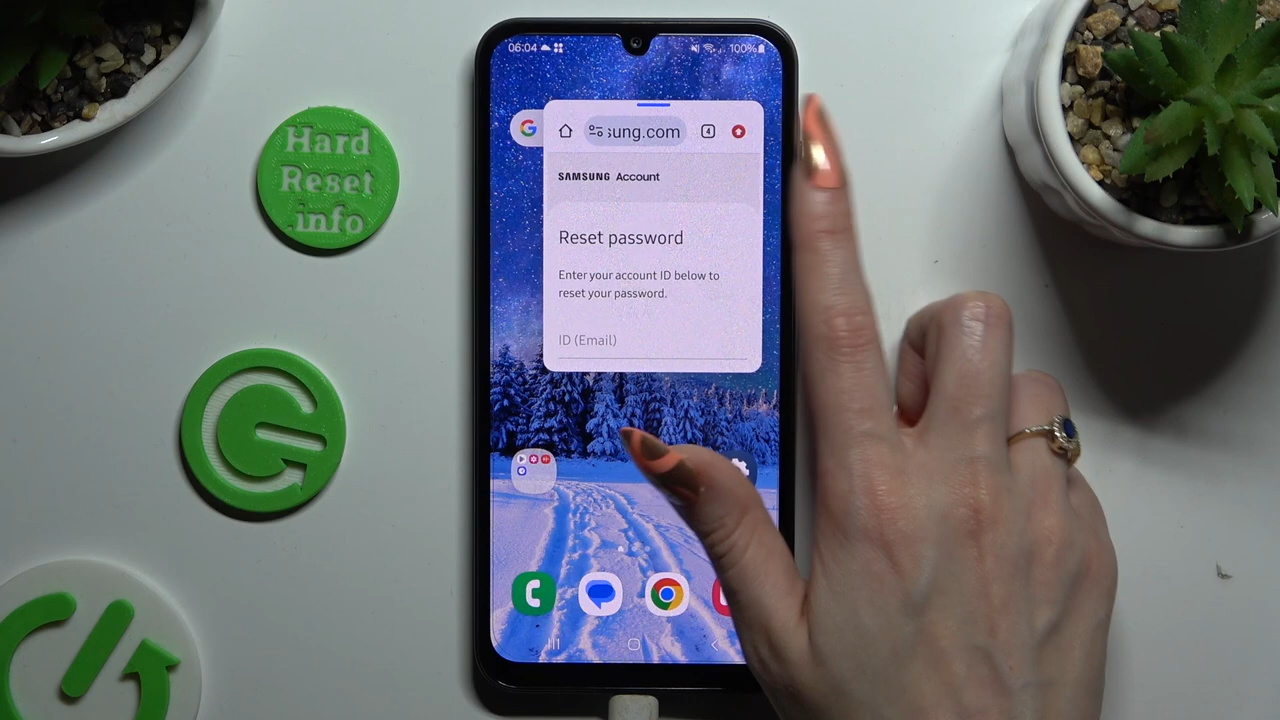 Hard
Reset
.info
06:04
100%
sung.com
4
SAMSUNG Account
Reset password
Enter your account ID below to
reset your password.
ID (Email)